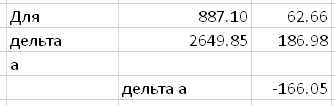 Для 887.10 62.66
дельта 2649.85 186.98
а
дельта а -166.05